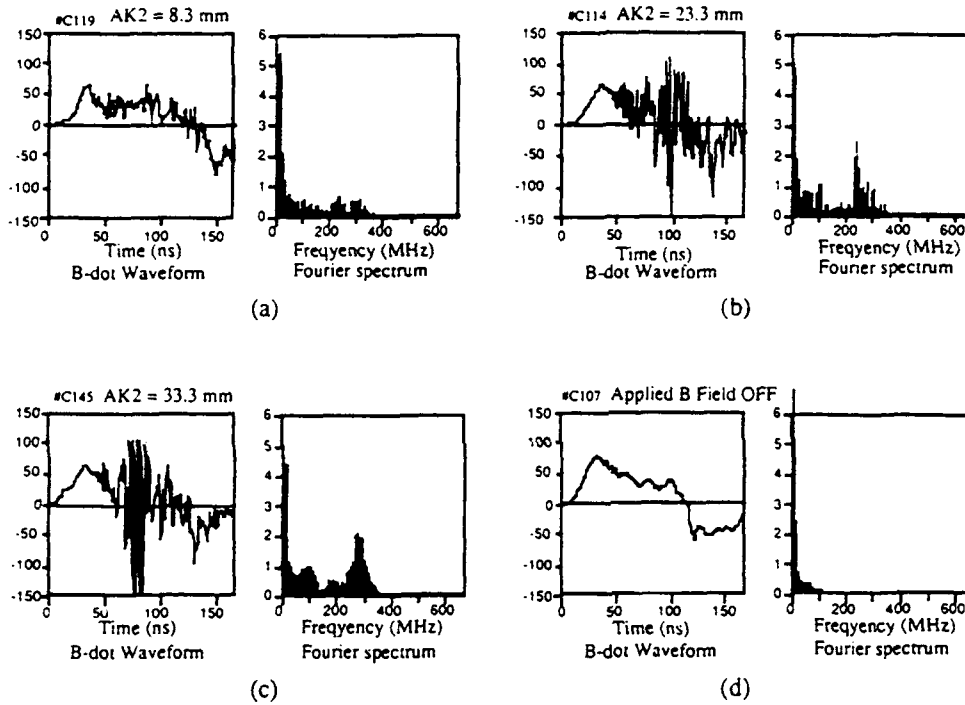 #C119 AK2 = 8.3 mm
150
100
50
0
-50
-100
-150
0 50 100 150
Time (ns)
B-dot Waveform
6
5
4
3
2
1
0
0 200 400 600
Freqyency (MHz)
Fourier spectrum
(a)
#C114 AK2 = 23.3 mm
150
100
50
0
-50
-100
150
0 50 100 150
Time (ns)
B-dot Waveform
6
5
4
3
2
1
0
0 200 400 600
Freqyency (MHz)
Fourier spectrum
(b)
#C145 AK2 = 33.3 mm
150
100
50
0
-50
-100
-150
0 50 100 150
Time (ns)
B-dot Waveform
6
5
4
3
2
1
0
0 200 400 600
Freqyency (MHz)
Fourier spectrum
(c)
#C107 Applied B Field OFF
150
100
50
0
-50
-100
-150
0 50 100 150
Time (ns)
B-dot Waveform
6
5
4
3
2
1
0
0 200 400 600
Freqyency (MHz)
Fourier spectrum
(d)